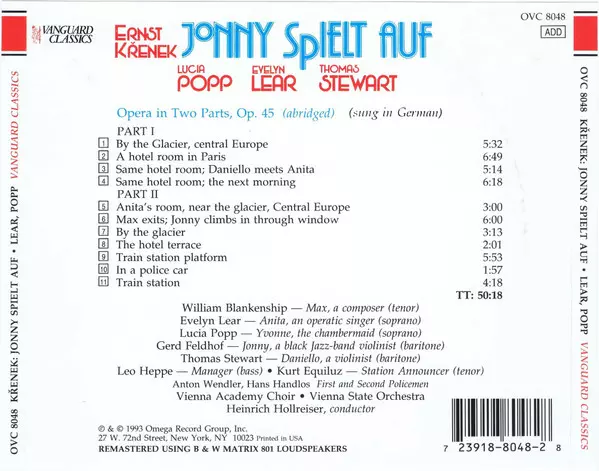 VANGUARD CLASSICS
OVC 8048
ADD
ERNST KŘENEK JONNY SPIELT AUF
LUCIA POPP EVELYN LEAR THOMAS STEWART
Opera in Two Parts, Op. 45 (abridged) (sung in German)
PART I
1 By the Glacier, central Europe 5:32
2 A hotel room in Paris 6:49
3 Same hotel room; Daniello meets Anita 5:14
4 Same hotel room; the next morning 6:18
PART II
5 Anita's room, near the glacier, Central Europe 3:00
6 Max exits; Jonny climbs in through window 6:00
7 By the glacier 3:13
8 The hotel terrace 2:01
9 Train station platform 5:53
10 In a police car 1:57
11 Train station 4:18
TT: 50:18
William Blankenship — Max, a composer (tenor)
Evelyn Lear — Anita, an operatic singer (soprano)
Lucia Popp — Yvonne, the chambermaid (soprano)
Gerd Feldhof — Jonny, a black Jazz-band violinist (baritone)
Thomas Stewart — Daniello, a violinist (baritone)
Leo Heppe — Manager (bass) • Kurt Equiluz — Station Announcer (tenor)
Anton Wendler, Hans Handlos First and Second Policemen
Vienna Academy Choir • Vienna State Orchestra
Heinrich Hollreiser, conductor
℗ & © 1993 Omega Record Group, Inc.
27 W. 72nd Street, New York, NY 10023 Printed in USA
REMASTERED USING B & W MATRIX 801 LOUDSPEAKERS
7 23918-8048-2 8
OVC 8048 KŘENEK: JONNY SPIELT AUF • LEAR, POPP VANGUARD CLASSICS
OVC 8048 KŘENEK: JONNY SPIELT AUF • LEAR, POPP VANGUARD CLASSICS